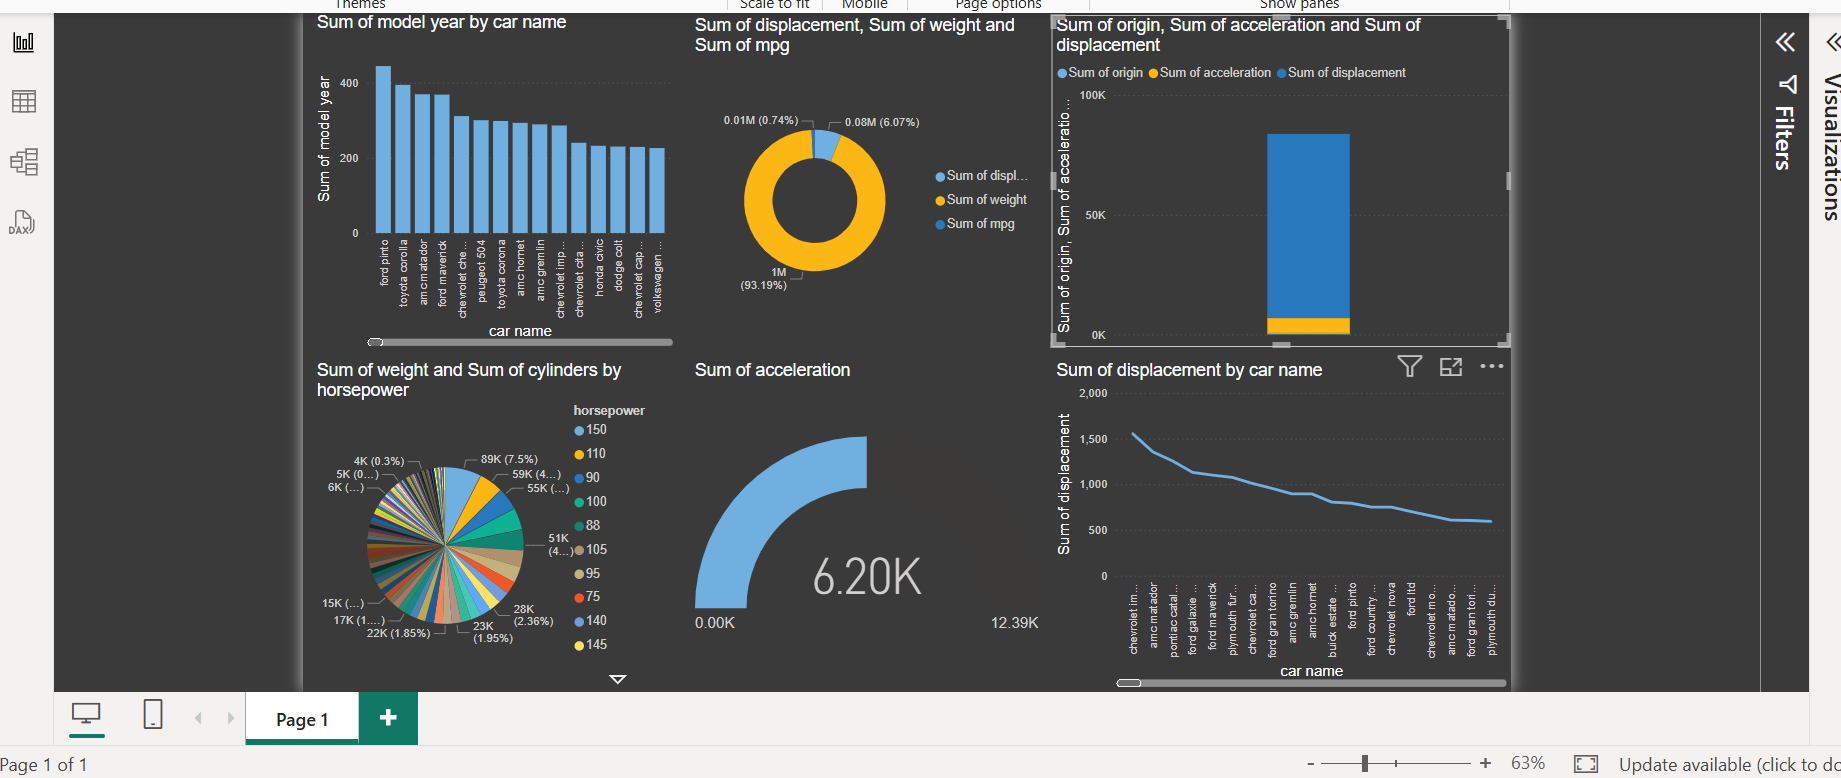 Themes
Scale to fit
Mobile
Page options
Show panes
Sum of model year by car name
Sum of model year
400
200
0
ford pinto
toyota corolla
amc matador
ford maverick
chevrolet che...
peugeot 504
toyota corona
amc hornet
amc gremlin
chevrolet imp...
chevrolet cita...
honda civic
dodge colt
chevrolet cap...
volkswagen ...
car name
Sum of displacement, Sum of weight and
Sum of mpg
0.01M (0.74%)
0.08M (6.07%)
1M
(93.19%)
Sum of displ...
Sum of weight
Sum of mpg
Sum of origin, Sum of acceleration and Sum of
displacement
Sum of origin
Sum of acceleration
Sum of displacement
Sum of origin, Sum of acceleratio...
100K
50K
0K
Sum of weight and Sum of cylinders by
horsepower
horsepower
150
110
90
100
88
105
95
75
140
145
4K (0.3%)
5K (0...)
6K (...)
15K (...)
17K (1....)
22K (1.85%)
23K
(1.95%)
28K
(2.36%)
51K
(4...)
55K (...)
59K (4...)
89K (7.5%)
Sum of acceleration
6.20K
0.00K
12.39K
Sum of displacement by car name
Sum of displacement
2,000
1,500
1,000
500
0
chevrolet im...
amc matador
pontiac catal...
ford galaxie ...
ford maverick
plymouth fur...
chevrolet ca...
ford gran torino
amc gremlin
amc hornet
buick estate ...
ford pinto
ford country ...
chevrolet nova
ford ltd
chevrolet mo...
amc matado...
ford gran tori...
plymouth du...
car name
Filters
Visualizations
DAX
Page 1
Page 1 of 1
- + 63%
Update available (click to do